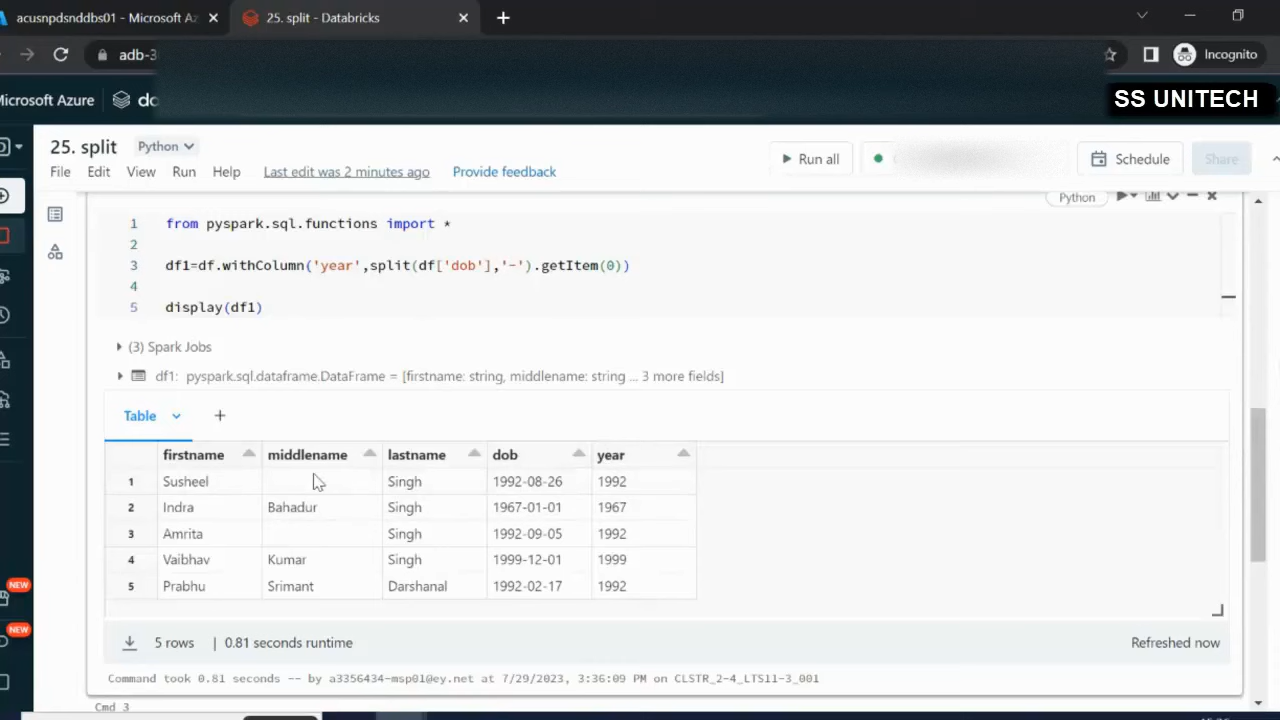 acusnpdsnddbs01 - Microsoft Az
25. split - Databricks
adb-3
Incognito
Microsoft Azure
SS UNITECH
25. split
Python
Run all
Schedule
Share
File Edit View Run Help
Last edit was 2 minutes ago
Provide feedback
Python
1 from pyspark.sql.functions import *
2
3 df1=df.withColumn('year',split(df['dob'],'-').getItem(0))
4
5 display(df1)
(3) Spark Jobs
df1: pyspark.sql.dataframe.DataFrame = [firstname: string, middlename: string ... 3 more fields]
Table
firstname middlename lastname dob year
1 Susheel Singh 1992-08-26 1992
2 Indra Bahadur Singh 1967-01-01 1967
3 Amrita Singh 1992-09-05 1992
4 Vaibhav Kumar Singh 1999-12-01 1999
5 Prabhu Srimant Darshanal 1992-02-17 1992
NEW
5 rows | 0.81 seconds runtime
Refreshed now
NEW
Command took 0.81 seconds -- by a3356434-msp01@ey.net at 7/29/2023, 3:36:09 PM on CLSTR_2-4_LTS11-3_001
Cmd 3